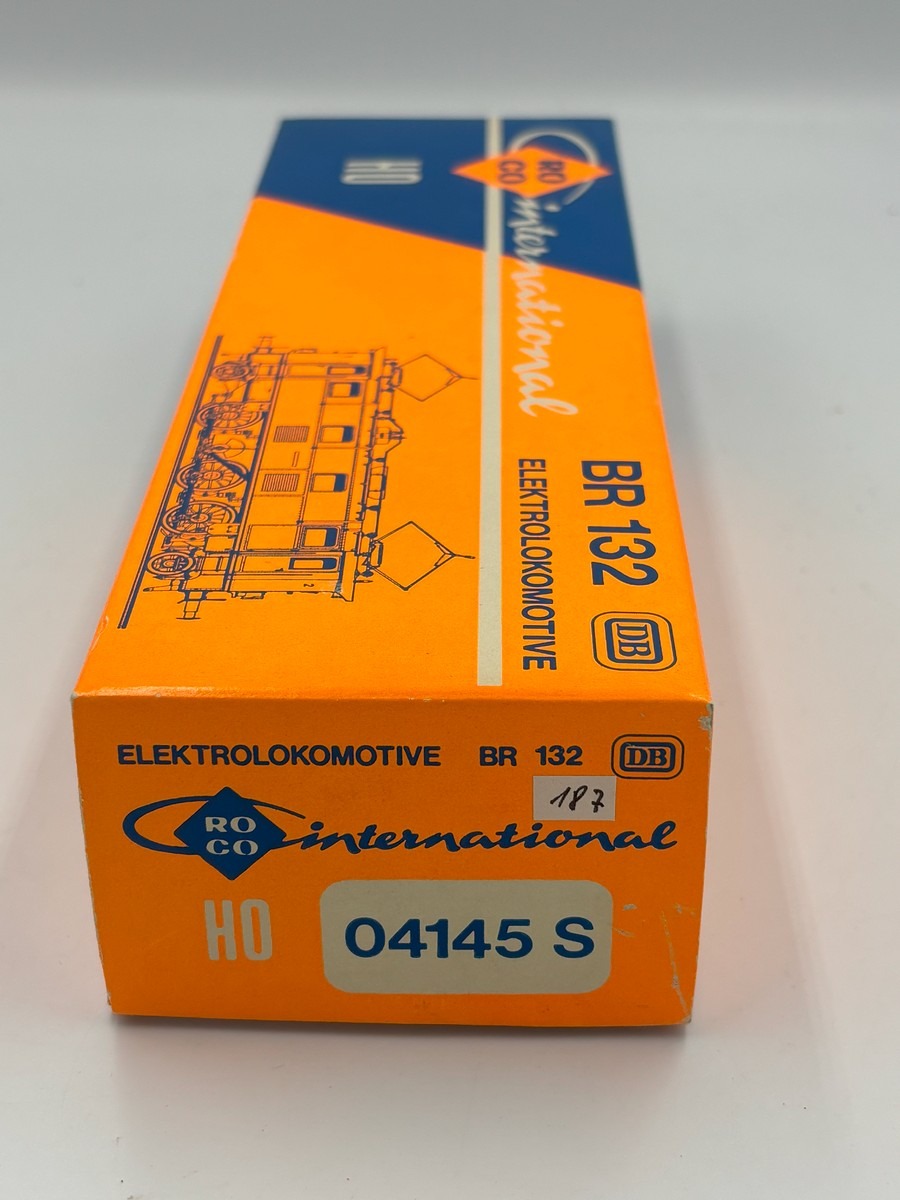 HO
RO
CO
international
BR 132
DB
ELEKTROLOKOMOTIVE
ELEKTROLOKOMOTIVE BR 132 DB
187
RO
CO
international
HO
04145 S